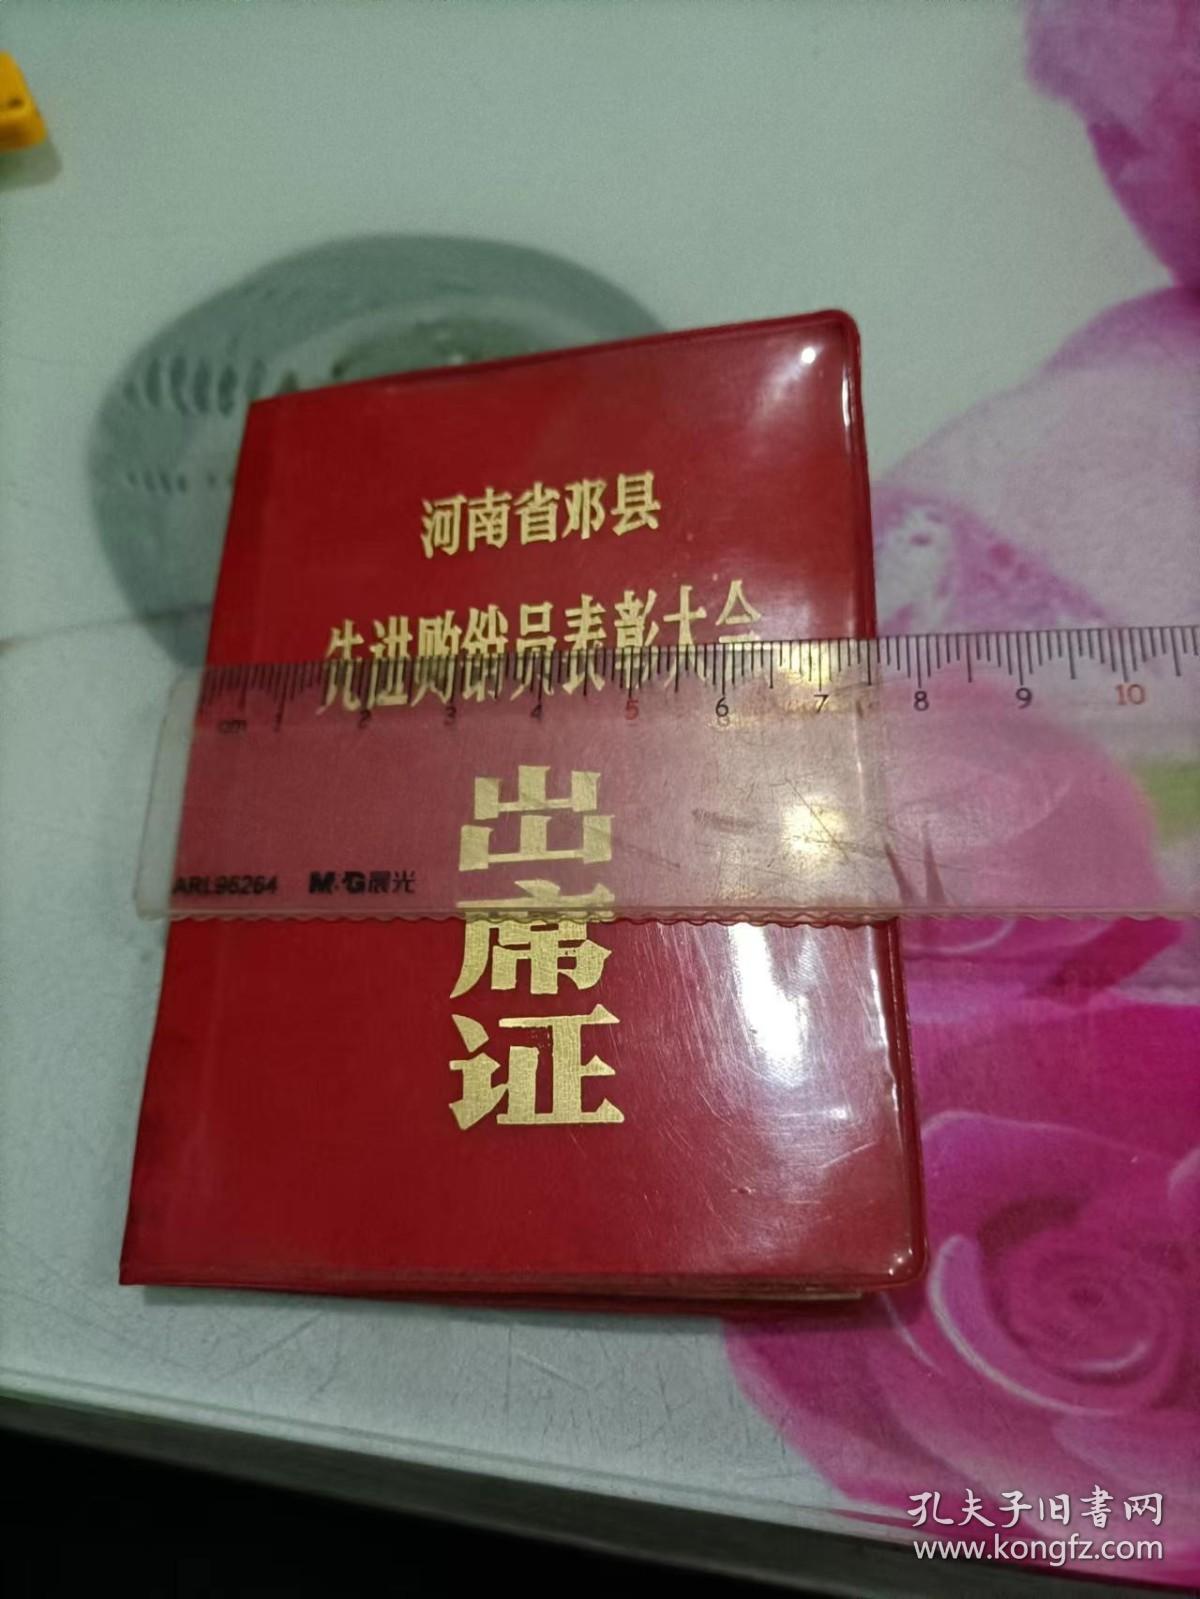 河南省邓县
先进购销员表彰大会
cm 1 2 3 4 5 6 7 8 9 10
出
ARL96264 M&G晨光
席
证
孔夫子旧书网
www.kongfz.com